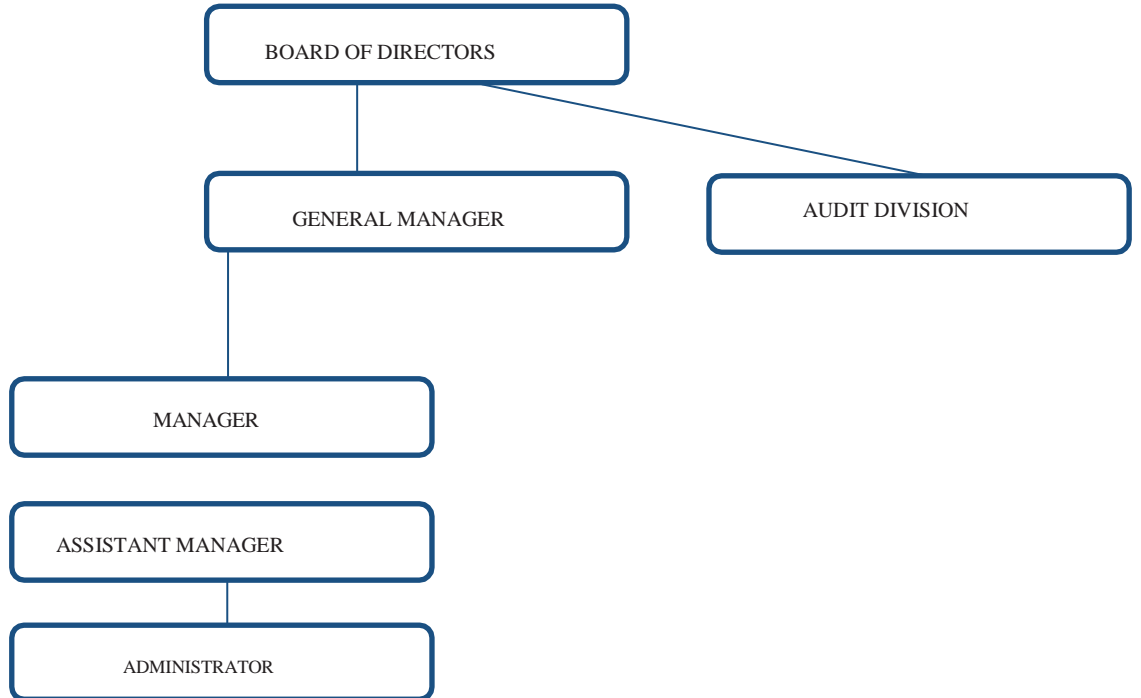 BOARD OF DIRECTORS
GENERAL MANAGER
AUDIT DIVISION
MANAGER
ASSISTANT MANAGER
ADMINISTRATOR